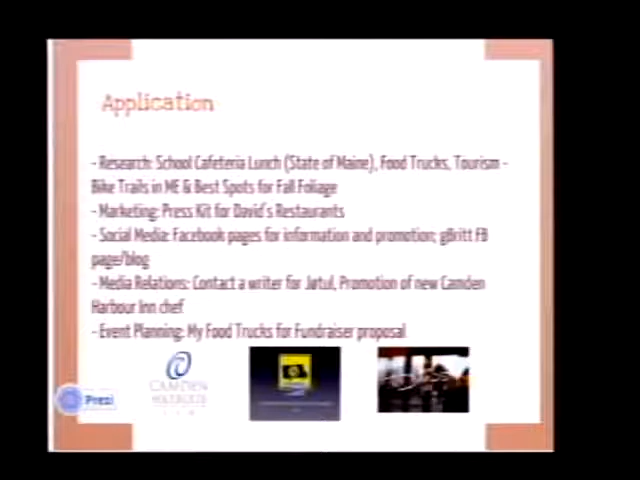 Application
- Research: School Cafeteria Lunch (State of Maine), Food Trucks, Tourism -
Bike Trails in ME & Best Spots for Fall Foliage
- Marketing: Press Kit for David's Restaurants
- Social Media: Facebook pages for information and promotion; gBritt FB
page/blog
- Media Relations: Contact a writer for Jøtul, Promotion of new Camden
Harbour Inn chef
- Event Planning: My Food Trucks for Fundraiser proposal
CAMDEN
Prezi